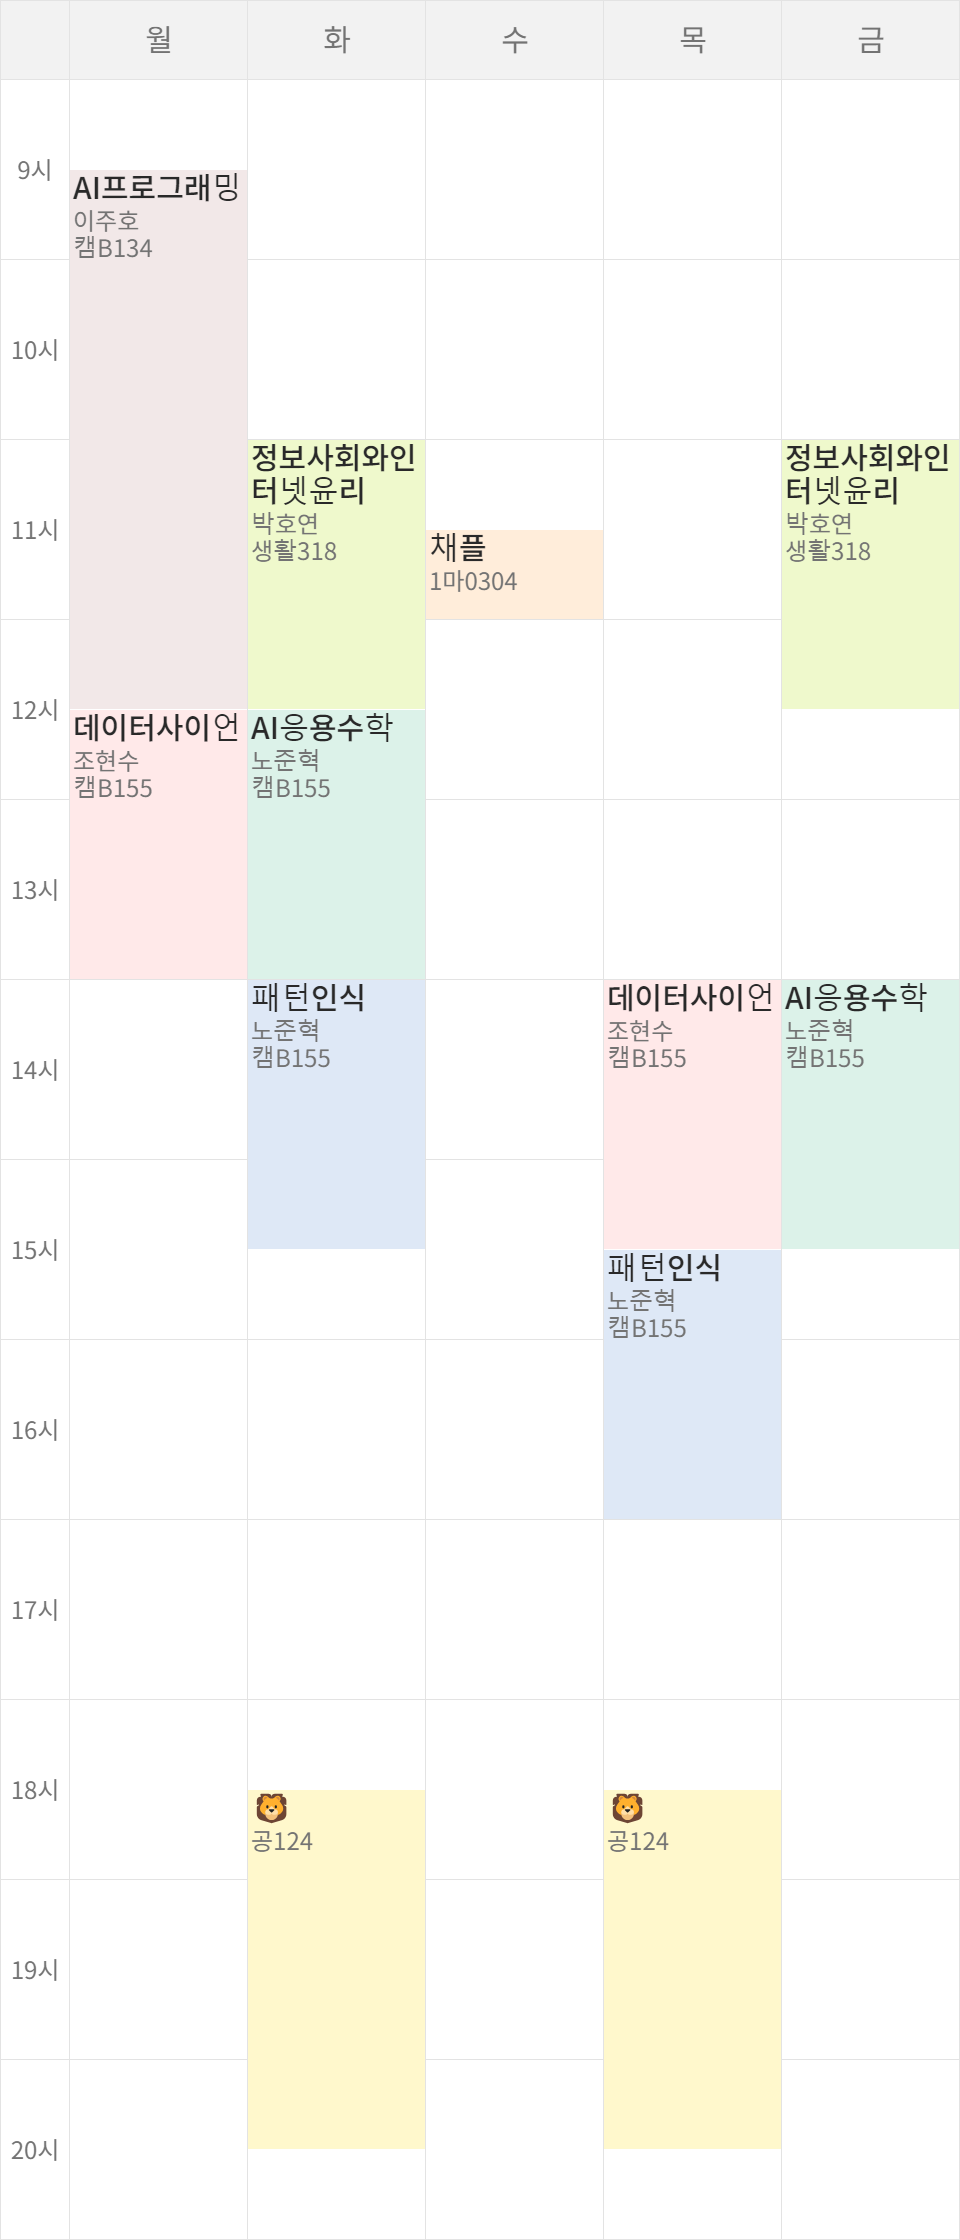 월 화 수 목 금
9시
AI프로그래밍
이주호
캠B134
10시
정보사회와인
터넷윤리
박호연
생활318
정보사회와인
터넷윤리
박호연
생활318
11시
채플
1마0304
12시
데이터사이언
조현수
캠B155
AI응용수학
노준혁
캠B155
13시
패턴인식
노준혁
캠B155
데이터사이언
조현수
캠B155
AI응용수학
노준혁
캠B155
14시
15시
패턴인식
노준혁
캠B155
16시
17시
18시
🦁
공124
🦁
공124
19시
20시